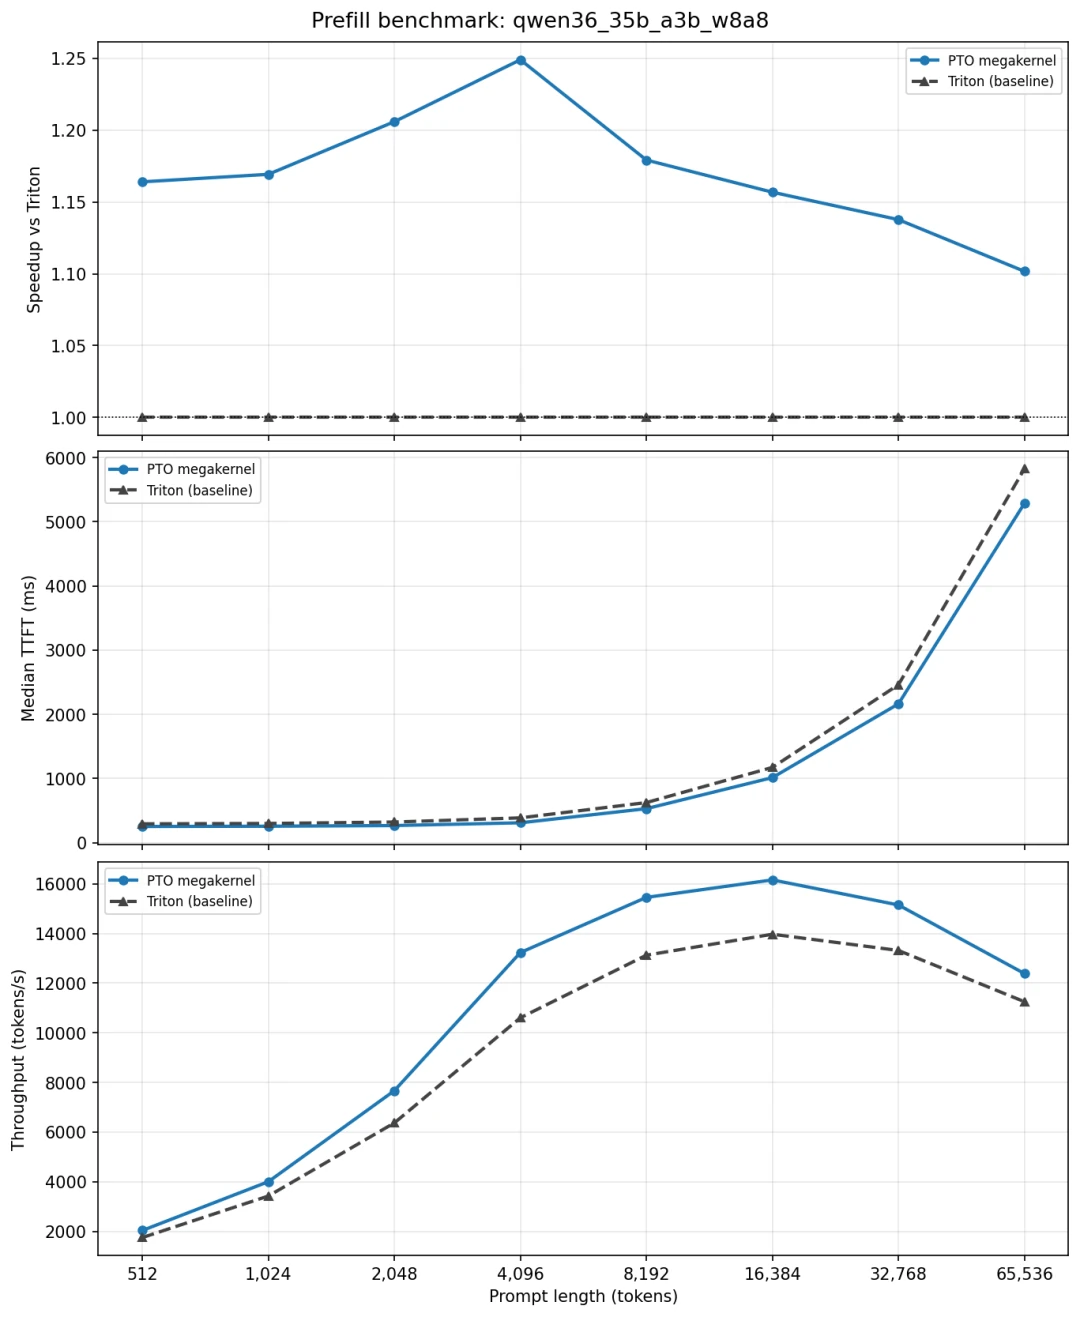 Prefill benchmark: qwen36_35b_a3b_w8a8
Speedup vs Triton
1.25
1.20
1.15
1.10
1.05
1.00
PTO megakernel
Triton (baseline)
Median TTFT (ms)
6000
5000
4000
3000
2000
1000
0
PTO megakernel
Triton (baseline)
Throughput (tokens/s)
16000
14000
12000
10000
8000
6000
4000
2000
PTO megakernel
Triton (baseline)
512 1,024 2,048 4,096 8,192 16,384 32,768 65,536
Prompt length (tokens)